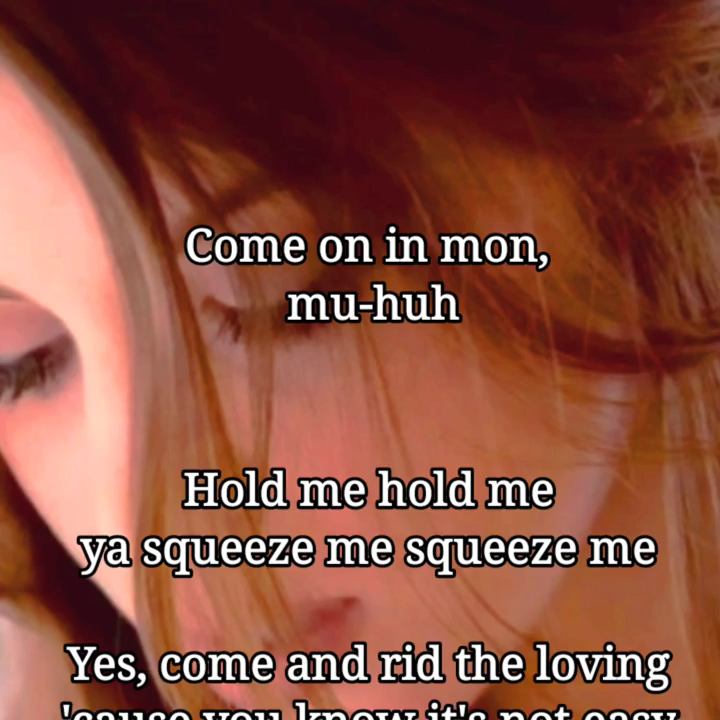 Come on in mon,
mu-huh
Hold me hold me
ya squeeze me squeeze me
Yes, come and rid the loving
'cause you know it's not easy